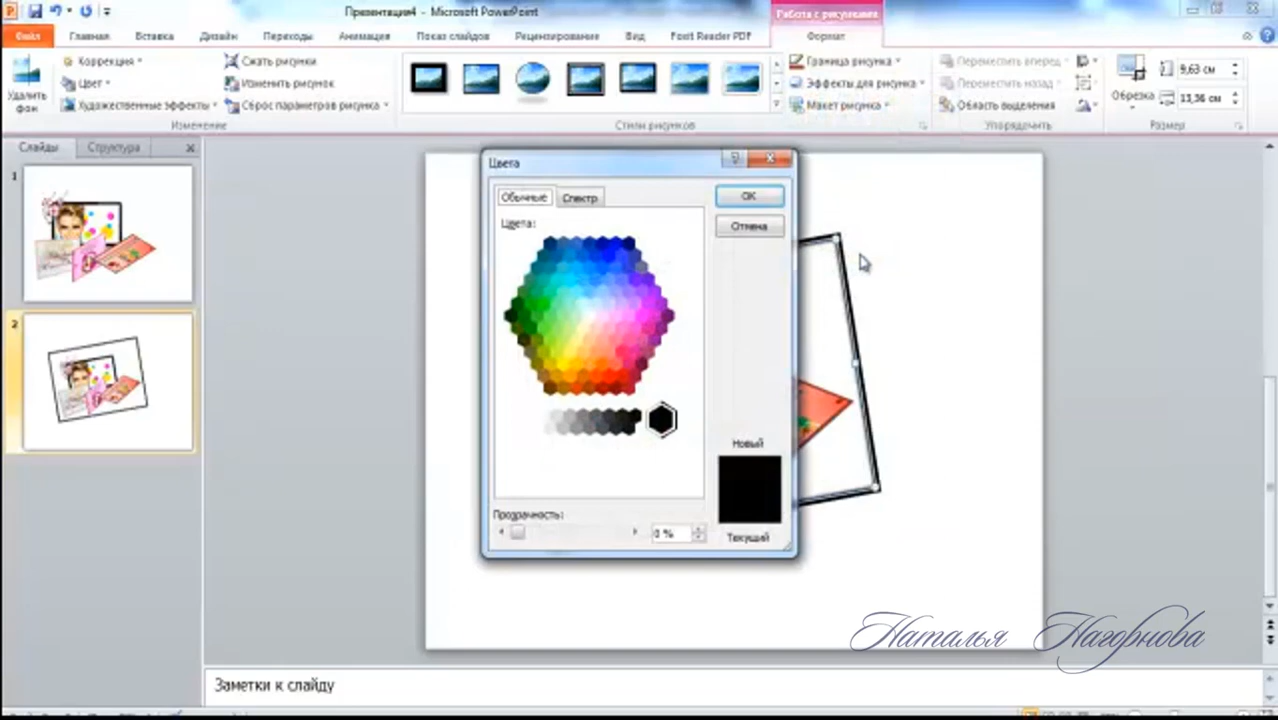 Презентация4 - Microsoft PowerPoint
Работа с рисунками
Файл Главная Вставка Дизайн Переходы Анимация Показ слайдов Рецензирование Вид Foxit Reader PDF Формат
Удалить фон
Коррекция
Цвет
Художественные эффекты
Сжать рисунки
Изменить рисунок
Сброс параметров рисунка
Изменение
Стили рисунков
Граница рисунка
Эффекты для рисунка
Макет рисунка
Переместить вперед
Переместить назад
Область выделения
Упорядочить
Обрезка
9,63 см
13,36 см
Размер
Слайды Структура
1
2
Цвета
Обычные Спектр
ОК
Отмена
Цвета:
Новый
Текущий
Прозрачность:
0 %
Наталья Нагорнова
Заметки к слайду